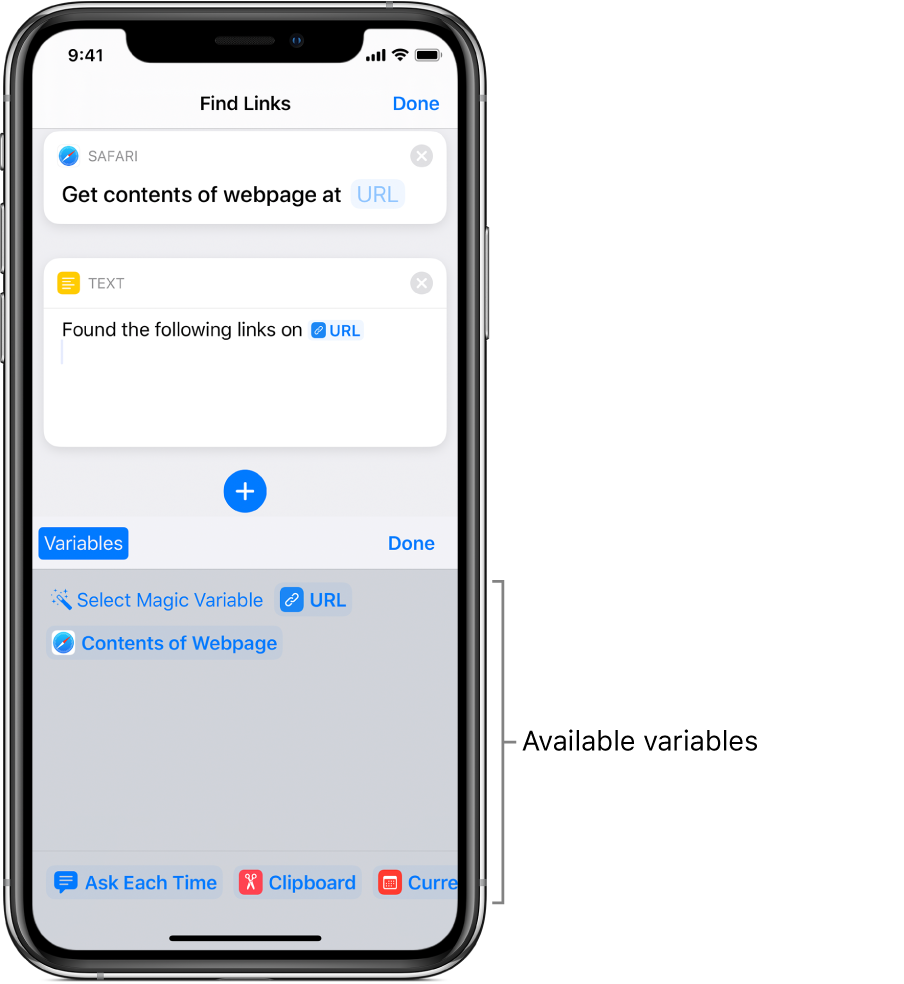 9:41
Find Links Done
SAFARI
Get contents of webpage at URL
TEXT
Found the following links on URL
Variables Done
Select Magic Variable URL
Contents of Webpage
Available variables
Ask Each Time Clipboard Curre